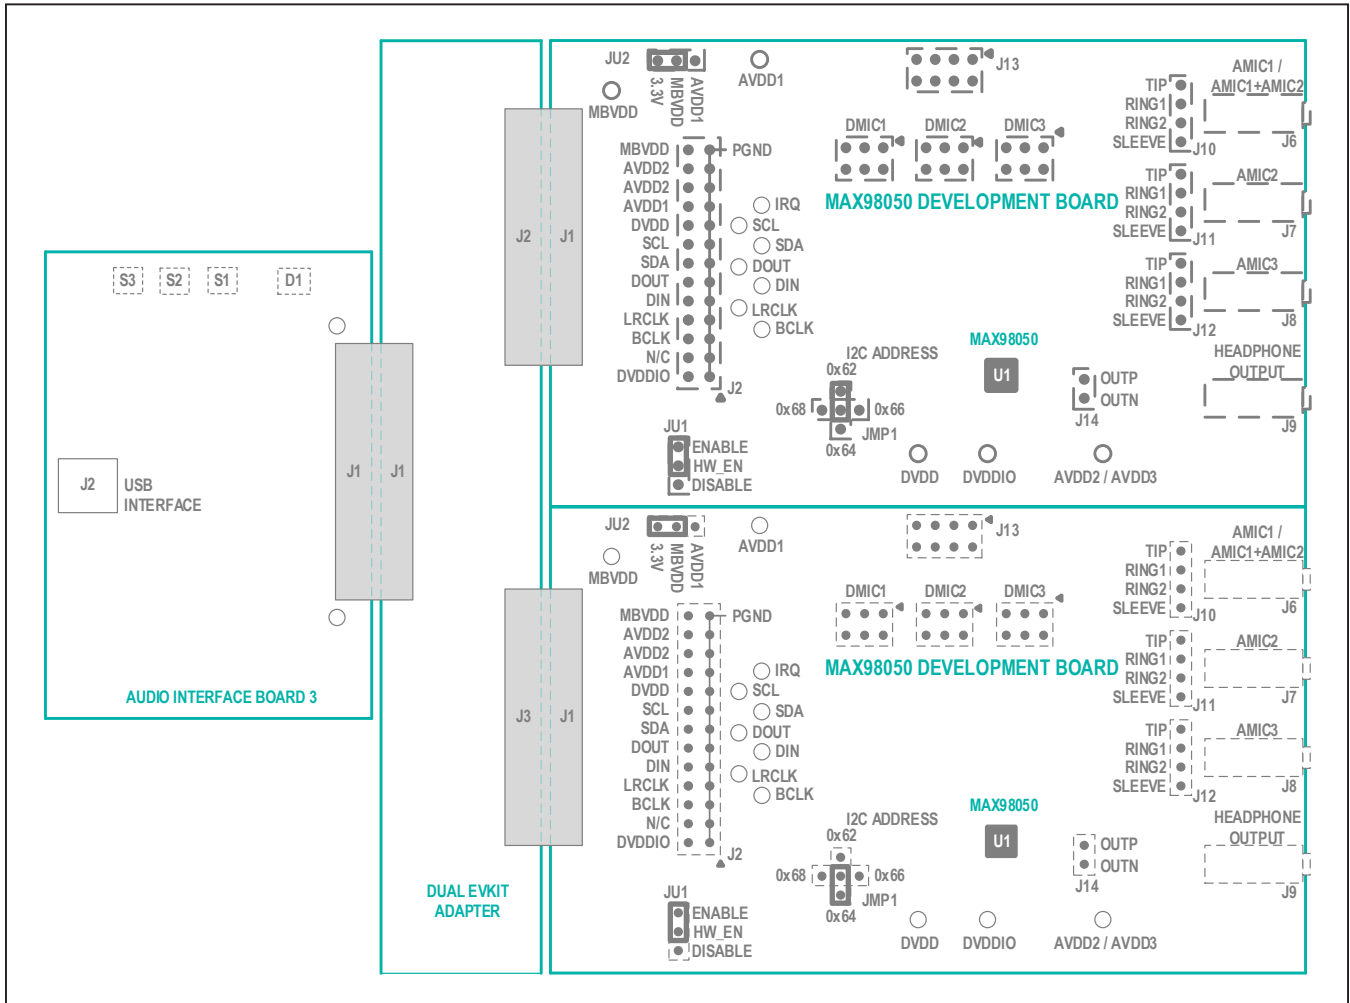 JU2
3.3V
MBVDD
AVDD1
AVDD1
MBVDD
J13
AMIC1 /
AMIC1+AMIC2
TIP
RING1
RING2
SLEEVE
J10
J6
DMIC1
DMIC2
DMIC3
MBVDD
PGND
AVDD2
AVDD2
AVDD1
DVDD
SCL
SDA
DOUT
DIN
LRCLK
BCLK
N/C
DVDDIO
J2
IRQ
SCL
SDA
DOUT
DIN
LRCLK
BCLK
MAX98050 DEVELOPMENT BOARD
TIP
RING1
RING2
SLEEVE
J11
AMIC2
J7
TIP
RING1
RING2
SLEEVE
J12
AMIC3
J8
J2
J1
I2C ADDRESS
0x62
0x68
0x66
JMP1
0x64
MAX98050
U1
OUTP
OUTN
J14
HEADPHONE
OUTPUT
J9
JU1
ENABLE
HW_EN
DISABLE
DVDD
DVDDIO
AVDD2 / AVDD3
S3
S2
S1
D1
J1
J1
J2
USB
INTERFACE
AUDIO INTERFACE BOARD 3
DUAL EVKIT
ADAPTER
JU2
3.3V
MBVDD
AVDD1
AVDD1
MBVDD
J13
AMIC1 /
AMIC1+AMIC2
TIP
RING1
RING2
SLEEVE
J10
J6
DMIC1
DMIC2
DMIC3
MBVDD
PGND
AVDD2
AVDD2
AVDD1
DVDD
SCL
SDA
DOUT
DIN
LRCLK
BCLK
N/C
DVDDIO
J2
IRQ
SCL
SDA
DOUT
DIN
LRCLK
BCLK
MAX98050 DEVELOPMENT BOARD
TIP
RING1
RING2
SLEEVE
J11
AMIC2
J7
TIP
RING1
RING2
SLEEVE
J12
AMIC3
J8
J3
J1
I2C ADDRESS
0x62
0x68
0x66
JMP1
0x64
MAX98050
U1
OUTP
OUTN
J14
HEADPHONE
OUTPUT
J9
JU1
ENABLE
HW_EN
DISABLE
DVDD
DVDDIO
AVDD2 / AVDD3